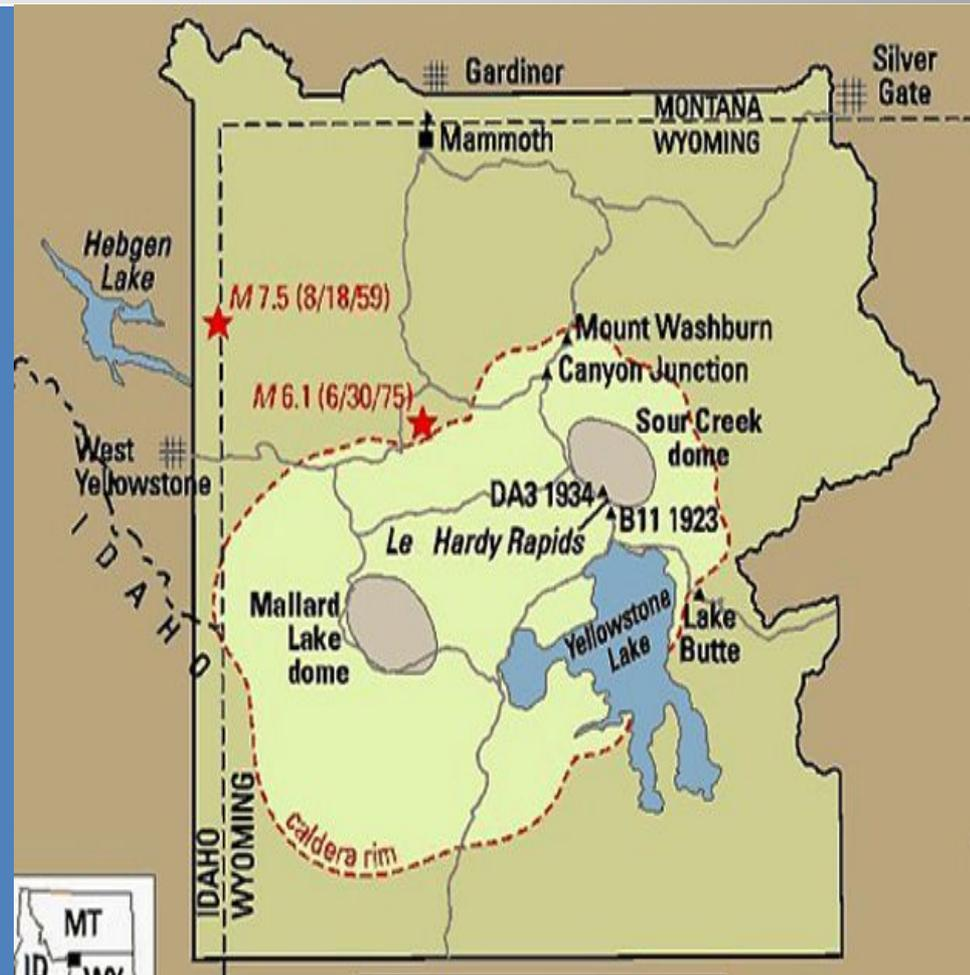 Gardiner
Silver
Gate
MONTANA
WYOMING
Mammoth
Hebgen
Lake
M 7.5 (8/18/59)
Mount Washburn
Canyon Junction
M 6.1 (6/30/75)
Sour Creek
dome
West
Yellowstone
DA3 1934
B11 1923
Le Hardy Rapids
IDAHO
Mallard
Lake
dome
Yellowstone
Lake
Lake
Butte
caldera rim
IDAHO
WYOMING
MT
ID
WY